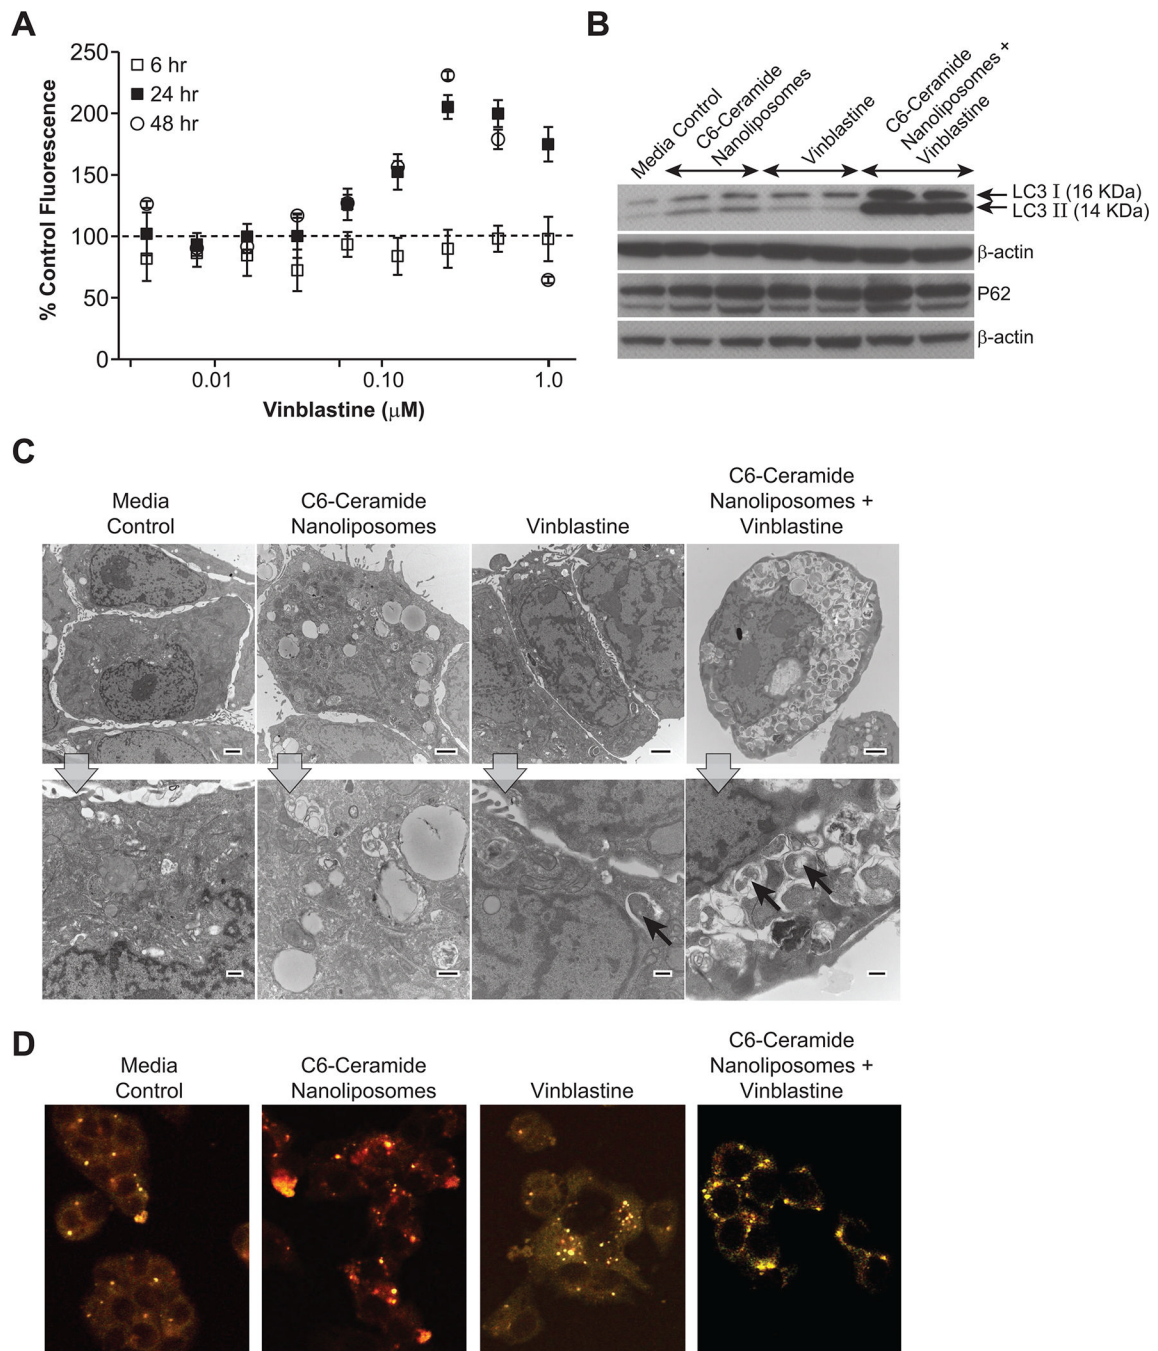 A
250
200
150
100
50
0
% Control Fluorescence
6 hr
24 hr
48 hr
0.01
0.10
1.0
Vinblastine (μM)
B
Media Control
C6-Ceramide
Nanoliposomes
Vinblastine
C6-Ceramide
Nanoliposomes +
Vinblastine
LC3 I (16 KDa)
LC3 II (14 KDa)
β-actin
P62
β-actin
C
Media
Control
C6-Ceramide
Nanoliposomes
Vinblastine
C6-Ceramide
Nanoliposomes +
Vinblastine
D
Media
Control
C6-Ceramide
Nanoliposomes
Vinblastine
C6-Ceramide
Nanoliposomes +
Vinblastine